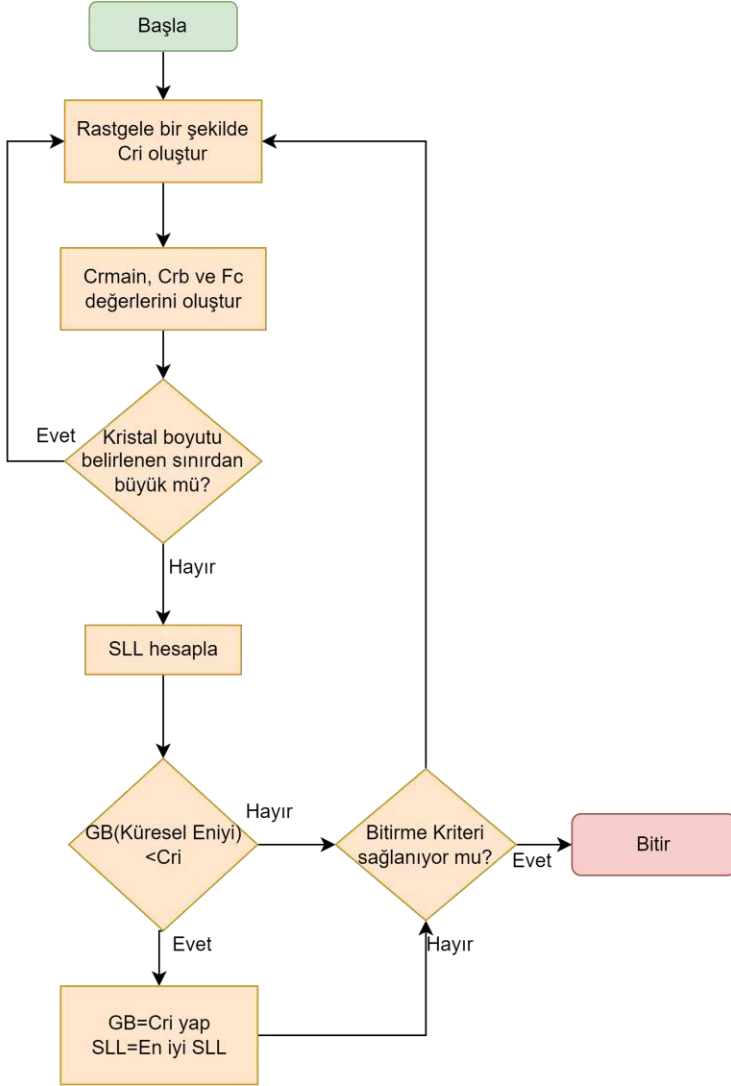 Başla
Rastgele bir şekilde
Cri oluştur
Crmain, Crb ve Fc
değerlerini oluştur
Evet
Kristal boyutu
belirlenen sınırdan
büyük mü?
Hayır
SLL hesapla
GB(Küresel Eniyi)
<Cri
Hayır
Bitirme Kriteri
sağlanıyor mu?
Evet
Bitir
Evet
Hayır
GB=Cri yap
SLL=En iyi SLL